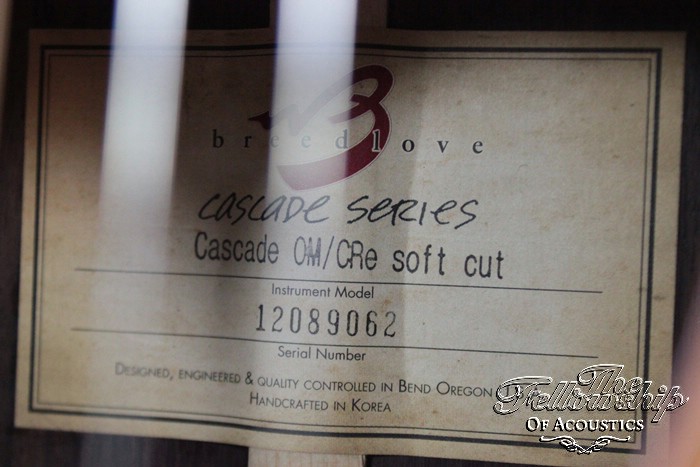 breedlove
cascade series
Cascade OM/CRe soft cut
Instrument Model
12089062
Serial Number
Designed, engineered & quality controlled in Bend Oregon
Handcrafted in Korea
The
Fellowship
Of Acoustics